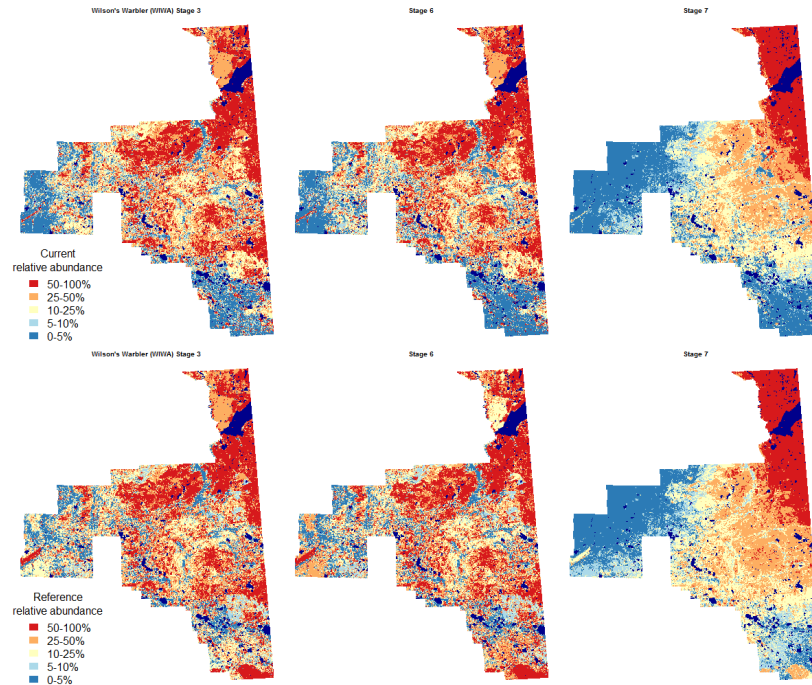 Wilson's Warbler (WIWA) Stage 3
Stage 6
Stage 7
Current
relative abundance
50-100%
25-50%
10-25%
5-10%
0-5%
Wilson's Warbler (WIWA) Stage 3
Stage 6
Stage 7
Reference
relative abundance
50-100%
25-50%
10-25%
5-10%
0-5%